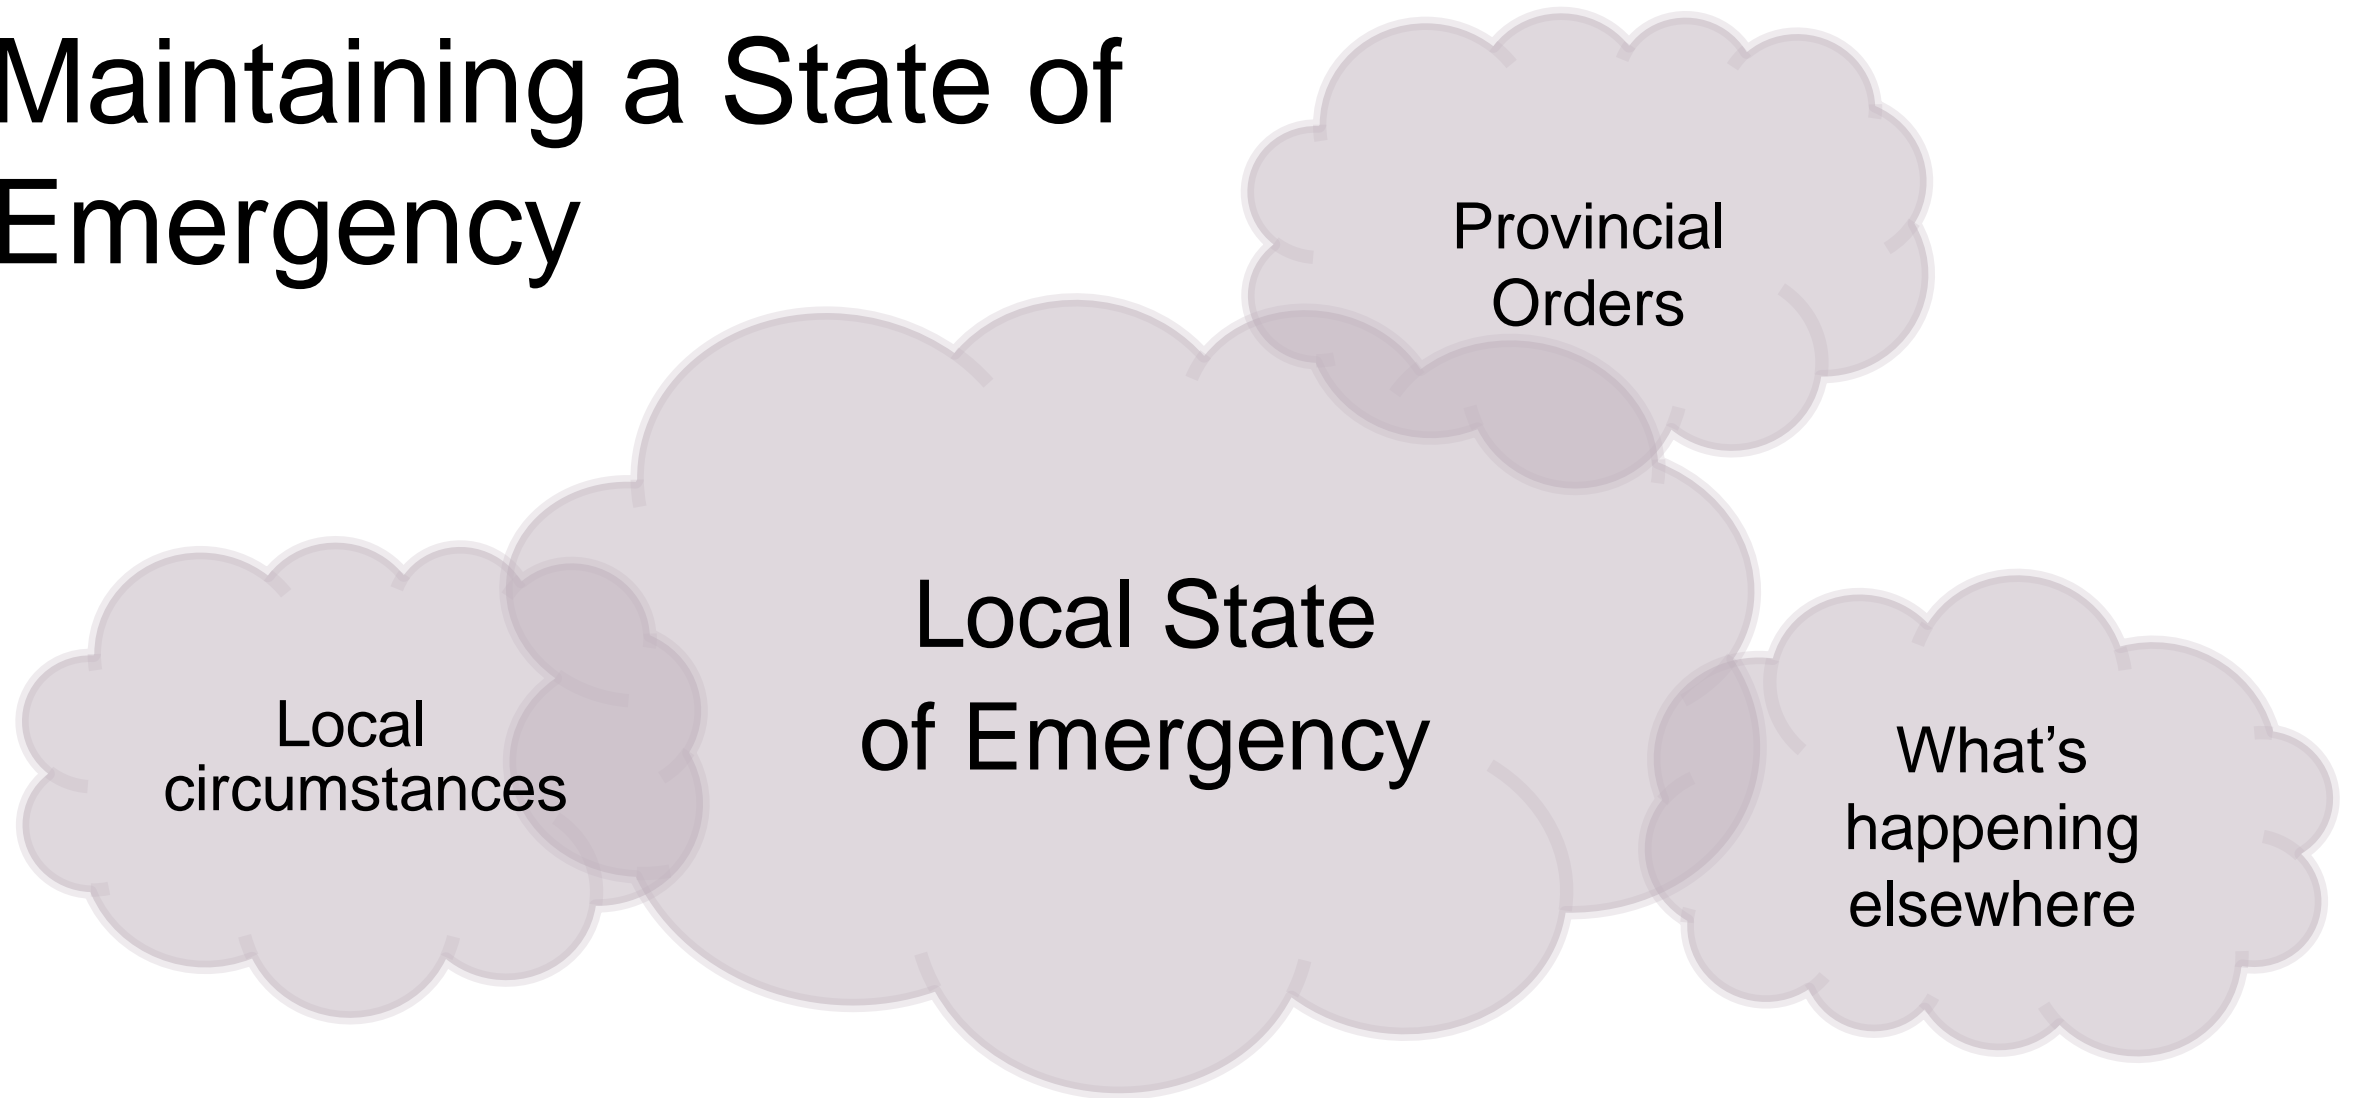 Maintaining a State of
Emergency
Provincial
Orders
Local State
of Emergency
Local
circumstances
What’s
happening
elsewhere